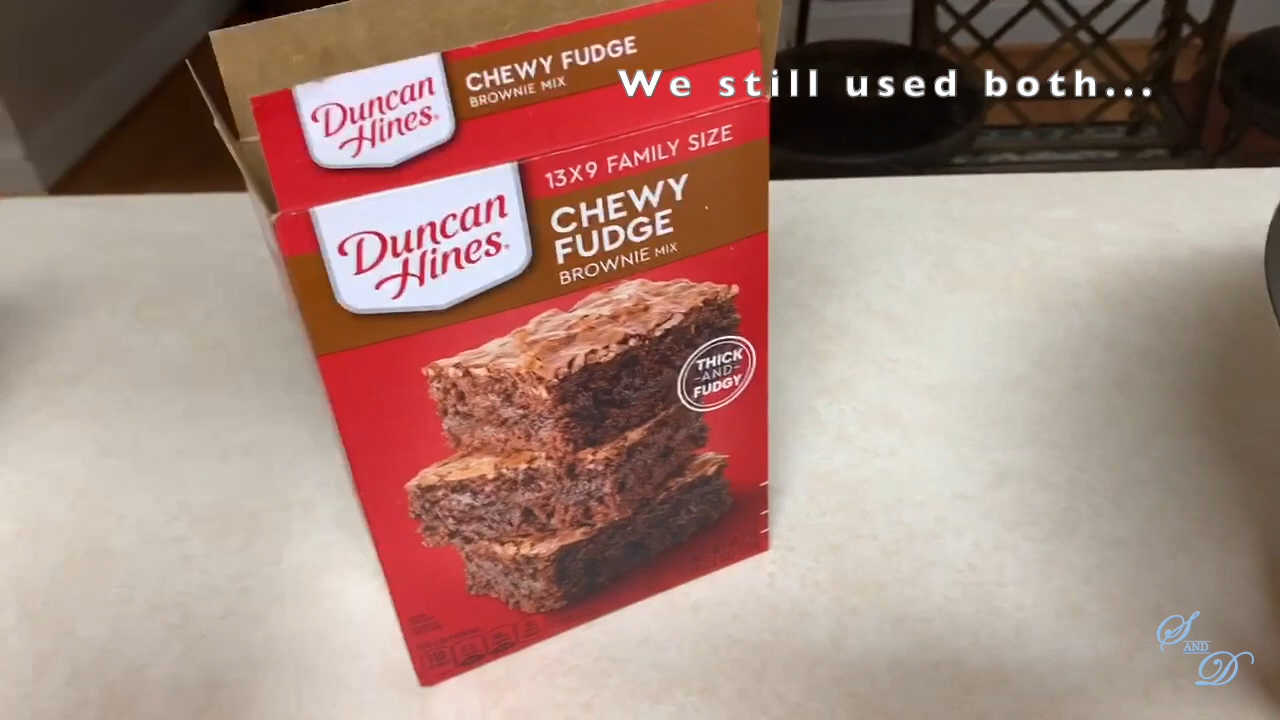 We still used both...
Duncan
Hines.
CHEWY FUDGE
BROWNIE MIX
13X9 FAMILY SIZE
Duncan
Hines.
CHEWY
FUDGE
BROWNIE MIX
THICK
-AND-
FUDGY
S
AND
D